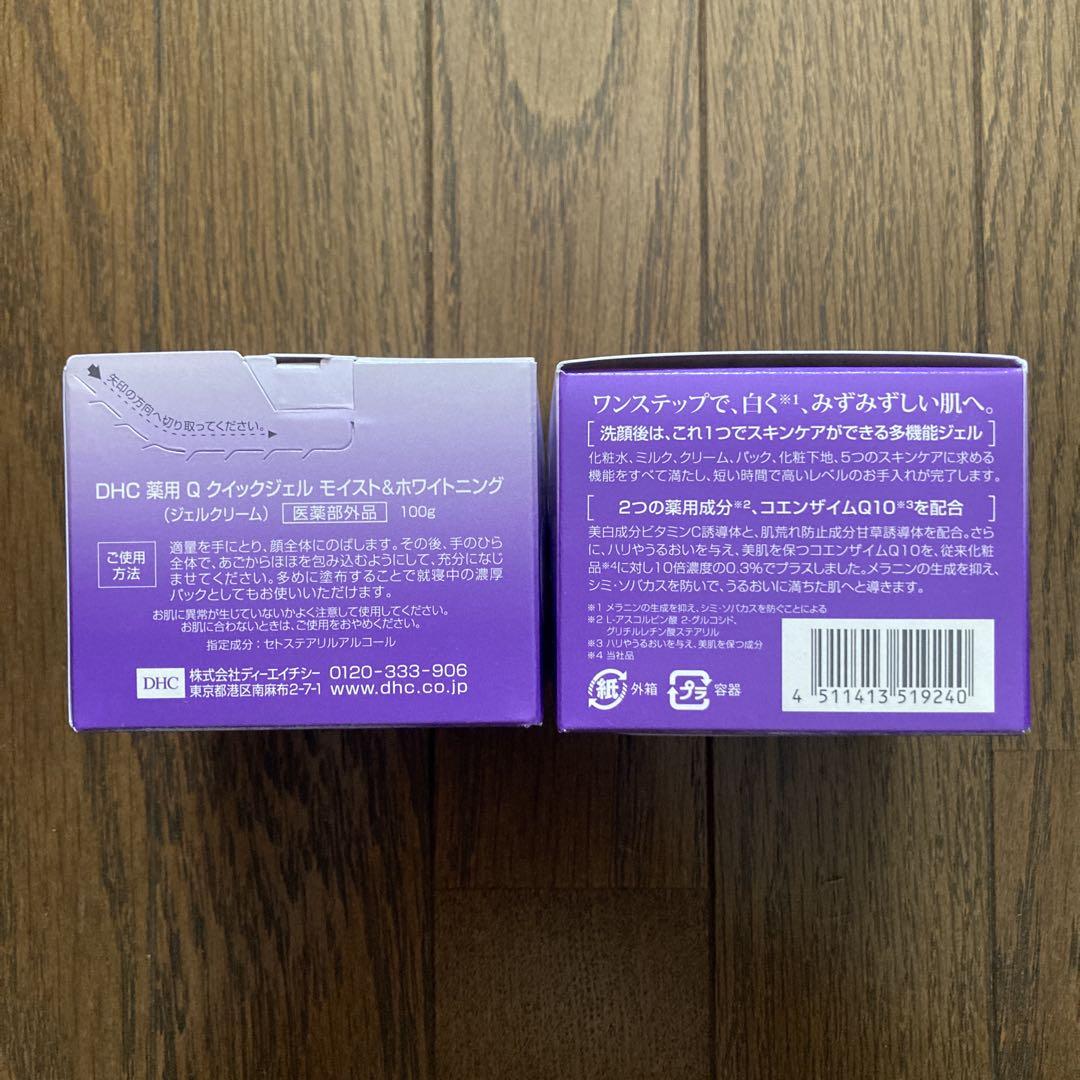 矢印の方向へ切り取ってください。
DHC 薬用 Q クイックジェル モイスト&ホワイトニング
(ジェルクリーム) 医薬部外品 100g
ご使用
方法
適量を手にとり、顔全体にのばします。その後、手のひら
全体で、あごからほほを包み込むようにして、充分になじ
ませてください。多めに塗布することで就寝中の濃厚
パックとしてもお使いいただけます。
お肌に異常が生じていないかよく注意して使用してください。
お肌に合わないときは、ご使用をおやめください。
指定成分:セトステアリルアルコール
DHC
株式会社ディーエイチシー 0120-333-906
東京都港区南麻布2-7-1 www.dhc.co.jp
ワンステップで、白く※1、みずみずしい肌へ。
[洗顔後は、これ1つでスキンケアができる多機能ジェル]
化粧水、ミルク、クリーム、パック、化粧下地、5つのスキンケアに求める
機能をすべて満たし、短い時間で高いレベルのお手入れが完了します。
[2つの薬用成分※2、コエンザイムQ10※3を配合]
美白成分ビタミンC誘導体と、肌荒れ防止成分甘草誘導体を配合。さら
に、ハリやうるおいを与え、美肌を保つコエンザイムQ10を、従来化粧
品※4に対し10倍濃度の0.3%でプラスしました。メラニンの生成を抑え、
シミ・ソバカスを防いで、うるおいに満ちた肌へと導きます。
※1 メラニンの生成を抑え、シミ・ソバカスを防ぐことによる
※2 L-アスコルビン酸 2-グルコシド、
グリチルレチン酸ステアリル
※3 ハリやうるおいを与え、美肌を保つ成分
※4 当社品
紙 外箱 プラ 容器
4 511413 519240